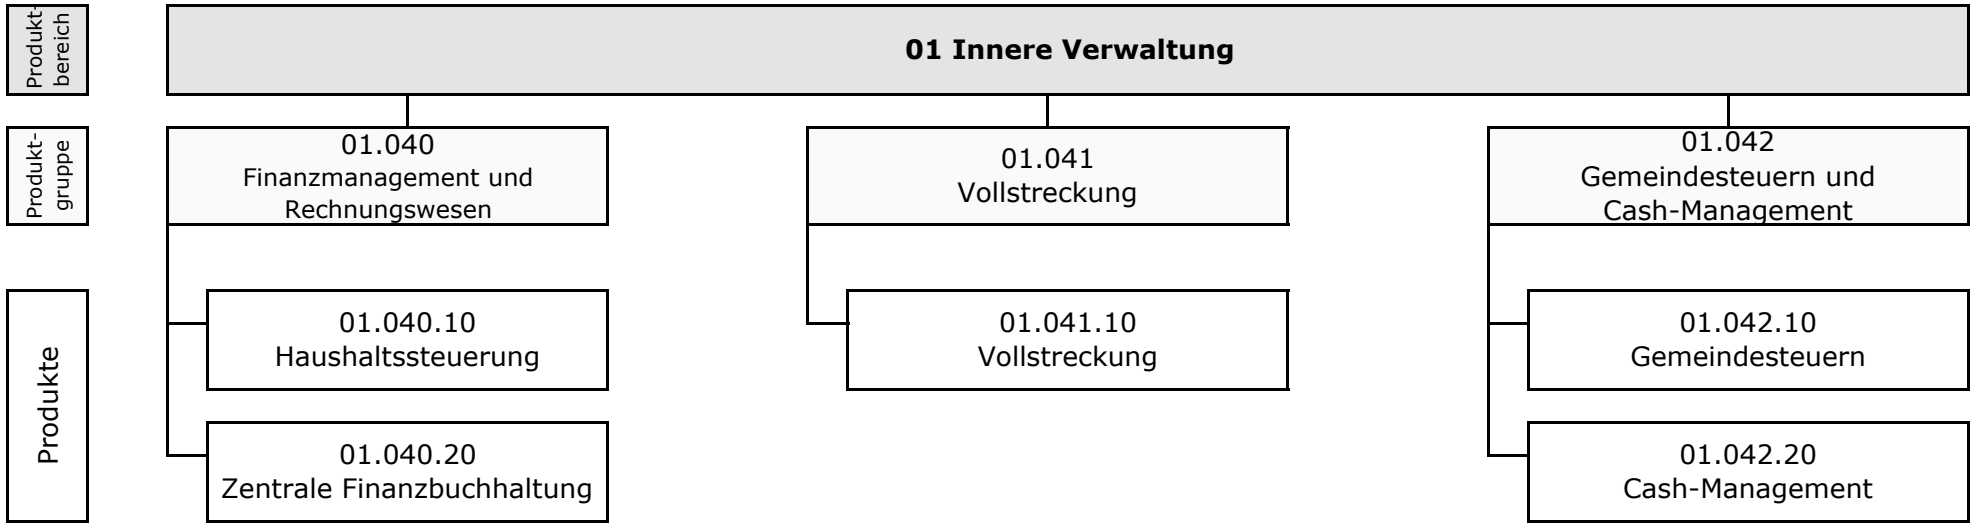 Produkt-
bereich
01 Innere Verwaltung
Produkt-
gruppe
01.040
Finanzmanagement und
Rechnungswesen
01.041
Vollstreckung
01.042
Gemeindesteuern und
Cash-Management
Produkte
01.040.10
Haushaltssteuerung
01.041.10
Vollstreckung
01.042.10
Gemeindesteuern
01.040.20
Zentrale Finanzbuchhaltung
01.042.20
Cash-Management